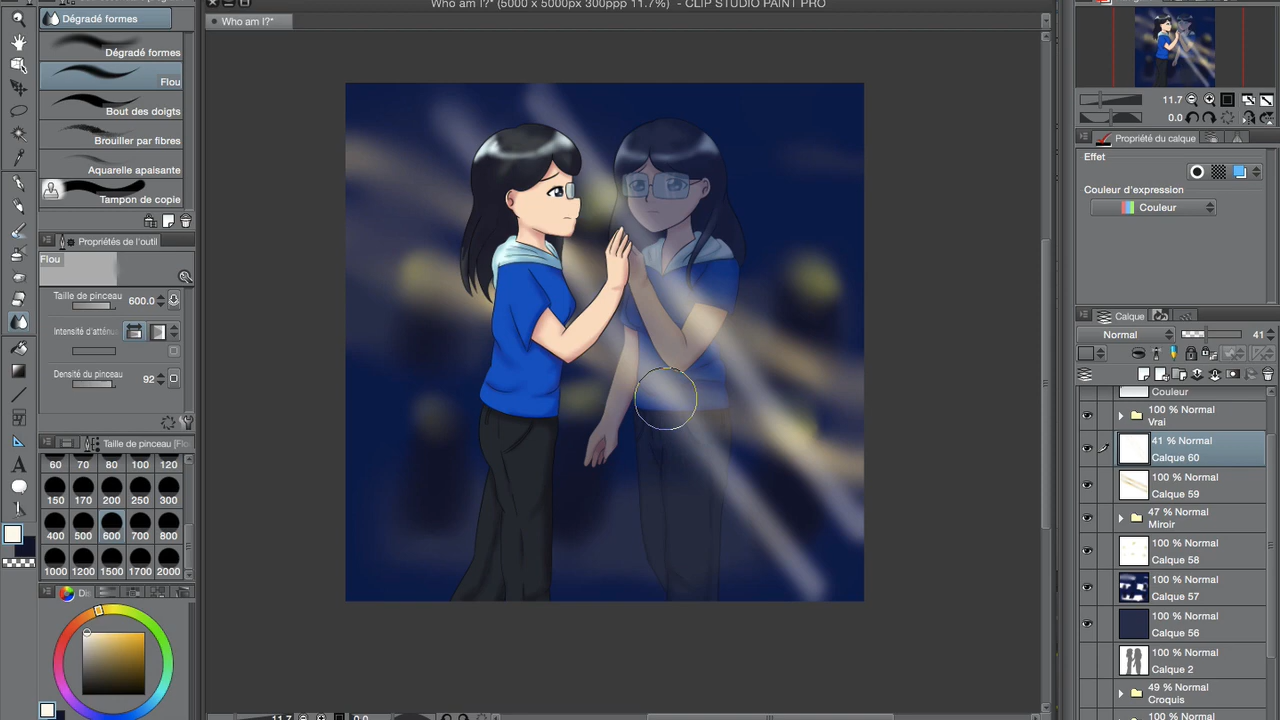 Who am I?* (5000 x 5000px 300ppp 11.7%) - CLIP STUDIO PAINT PRO
Dégradé formes
Who am I?*
Dégradé formes
Flou
Bout des doigts
Brouiller par fibres
Aquarelle apaisante
Tampon de copie
Propriétés de l'outil
Flou
Taille de pinceau 600.0
Intensité d'atténu
Densité du pinceau 92
Taille de pinceau [Flo
60 70 80 100 120
150 170 200 250 300
400 500 600 700 800
1000 1200 1500 1700 2000
11.7
0.0
11.7
0.0
Propriété du calque
Effet
Couleur d'expression
Couleur
Calque
Normal 41
Couleur
100 % Normal
Vrai
41 % Normal
Calque 60
100 % Normal
Calque 59
47 % Normal
Miroir
100 % Normal
Calque 58
100 % Normal
Calque 57
100 % Normal
Calque 56
100 % Normal
Calque 2
49 % Normal
Croquis
100 % Normal